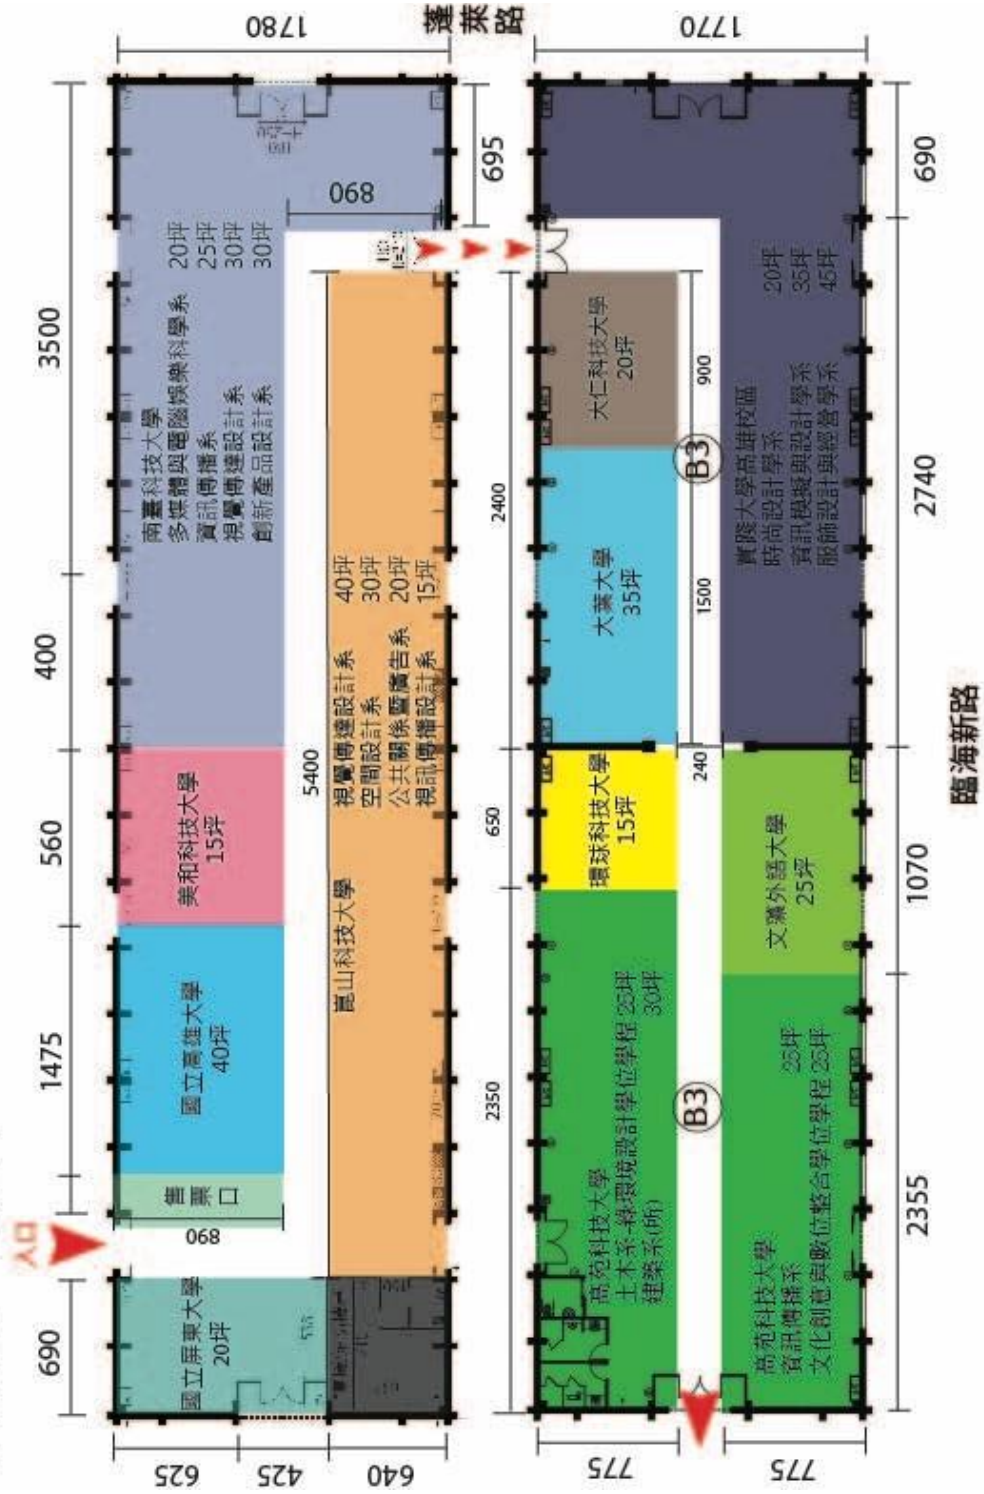 蓬萊路
1780
1770
695
690
890
3500
南臺科技大學
多媒體與電腦娛樂科學系 20坪
資訊傳播系 25坪
視覺傳達設計系 30坪
創新產品設計系 30坪
400
560
1475
690
美和科技大學
15坪
國立高雄大學
40坪
售票口
890
入口
國立屏東大學
20坪
625
425
640
5400
崑山科技大學
視覺傳達設計系 40坪
空間設計系 30坪
公共關係暨廣告系 20坪
視訊傳播設計系 15坪
2400
650
2350
大仁科技大學
20坪
900
B3
大葉大學
35坪
1500
240
實踐大學高雄校區
時尚設計學系 20坪
資訊模擬與設計學系 35坪
服飾設計與經營學系 45坪
2740
臨海新路
環球科技大學
15坪
文藻外語大學
25坪
1070
B3
高苑科技大學
土木系-綠環境設計學位學程 25坪
建築系(所) 30坪
高苑科技大學
資訊傳播系 25坪
文化創意與數位整合學位學程 25坪
2355
775
775